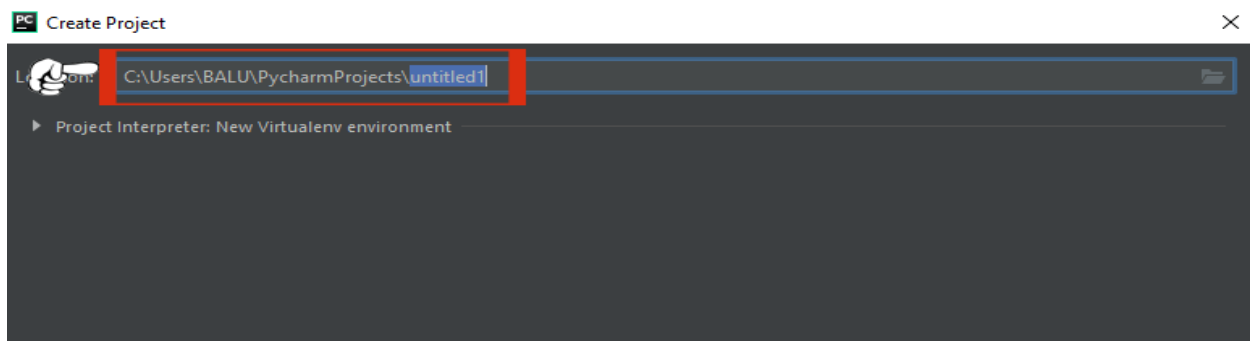 PC Create Project
C:\Users\BALU\PycharmProjects\untitled1
Project Interpreter: New Virtualenv environment